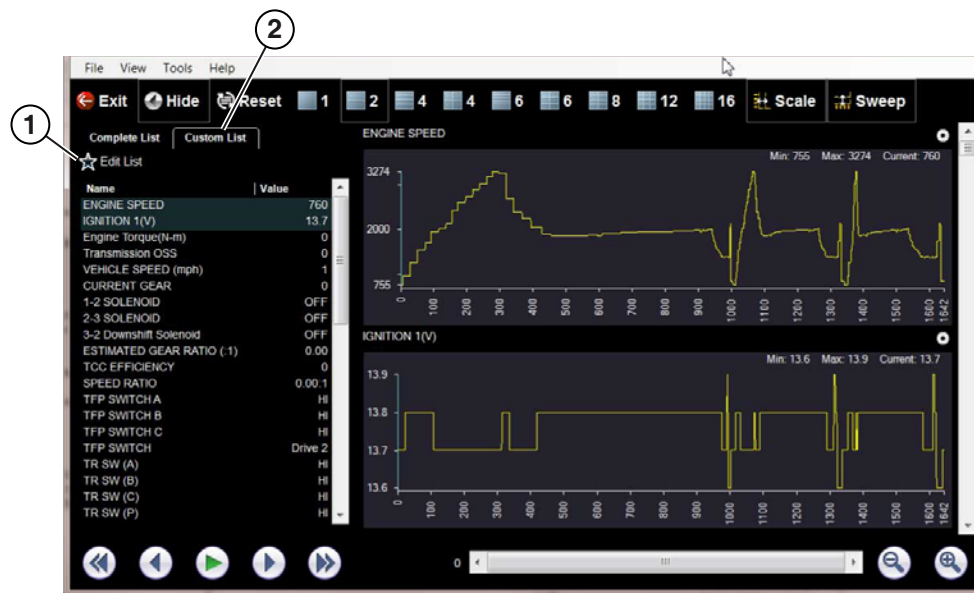 2
File View Tools Help
Exit Hide Reset 1 2 4 4 6 6 8 12 16 Scale Sweep
1
Complete List Custom List
Edit List
Name Value
ENGINE SPEED 760
IGNITION 1(V) 13.7
Engine Torque(N-m) 0
Transmission OSS 0
VEHICLE SPEED (mph) 1
CURRENT GEAR 0
1-2 SOLENOID OFF
2-3 SOLENOID OFF
3-2 Downshift Solenoid OFF
ESTIMATED GEAR RATIO (:1) 0.00
TCC EFFICIENCY 0
SPEED RATIO 0.00:1
TFP SWITCH A HI
TFP SWITCH B HI
TFP SWITCH C HI
TFP SWITCH Drive 2
TR SW (A) HI
TR SW (B) HI
TR SW (C) HI
TR SW (P) HI
ENGINE SPEED
Min: 755 Max: 3274 Current: 760
3274
2000
755
0 100 200 300 400 500 600 700 800 900 1000 1100 1200 1300 1400 1500 1600 1642
IGNITION 1(V)
Min: 13.6 Max: 13.9 Current: 13.7
13.9
13.8
13.7
13.6
0 100 200 300 400 500 600 700 800 900 1000 1100 1200 1300 1400 1500 1600 1642
0